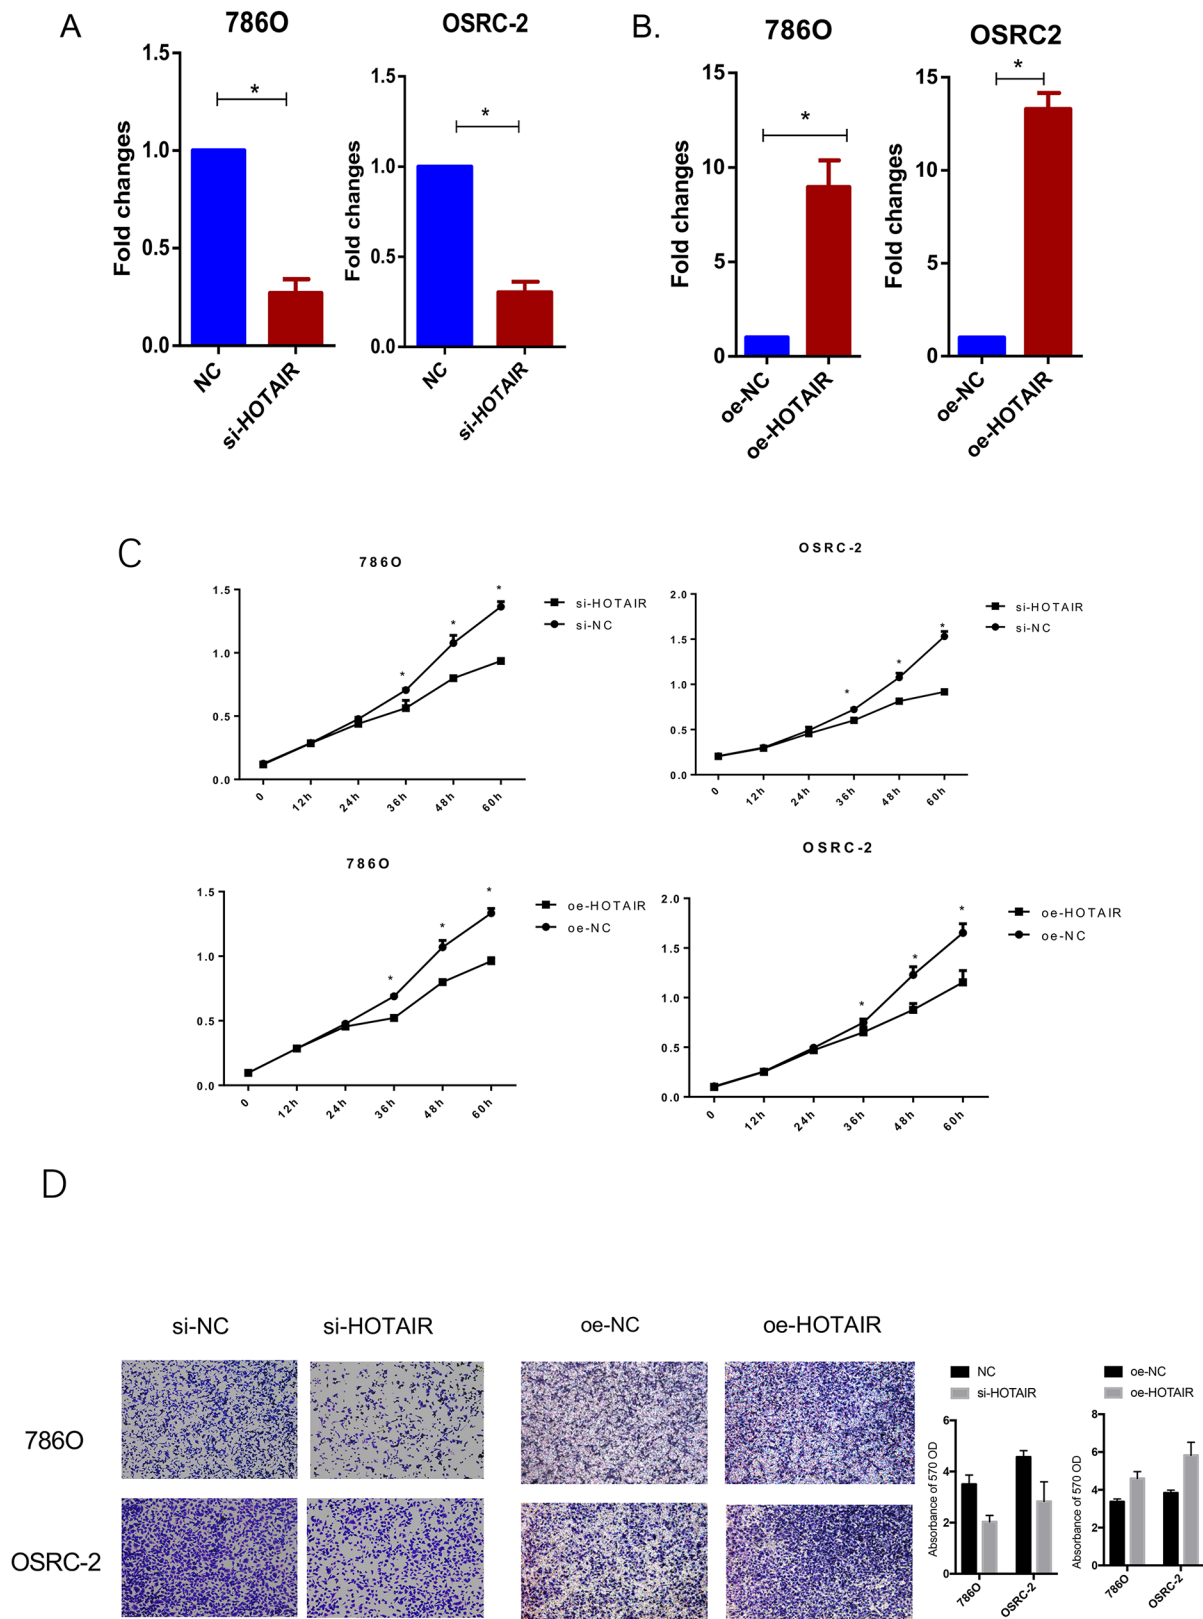 A
786O
OSRC-2
Fold changes
1.5
1.0
0.5
0.0
*
NC
si-HOTAIR
Fold changes
1.5
1.0
0.5
0.0
*
NC
si-HOTAIR
B.
786O
OSRC2
Fold changes
15
10
5
0
*
oe-NC
oe-HOTAIR
Fold changes
15
10
5
0
*
oe-NC
oe-HOTAIR
C
786O
1.5
1.0
0.5
0.0
* * *
0 12h 24h 36h 48h 60h
si-HOTAIR
si-NC
OSRC-2
2.0
1.5
1.0
0.5
0.0
* * *
0 12h 24h 36h 48h 60h
si-HOTAIR
si-NC
786O
1.5
1.0
0.5
0.0
* * *
0 12h 24h 36h 48h 60h
oe-HOTAIR
oe-NC
OSRC-2
2.0
1.5
1.0
0.5
0.0
* * *
0 12h 24h 36h 48h 60h
oe-HOTAIR
oe-NC
D
si-NC
si-HOTAIR
oe-NC
oe-HOTAIR
786O
OSRC-2
NC
si-HOTAIR
Absorbance of 570 OD
6
4
2
0
786O
OSRC-2
oe-NC
oe-HOTAIR
Absorbance of 570 OD
8
6
4
2
0
786O
OSRC-2